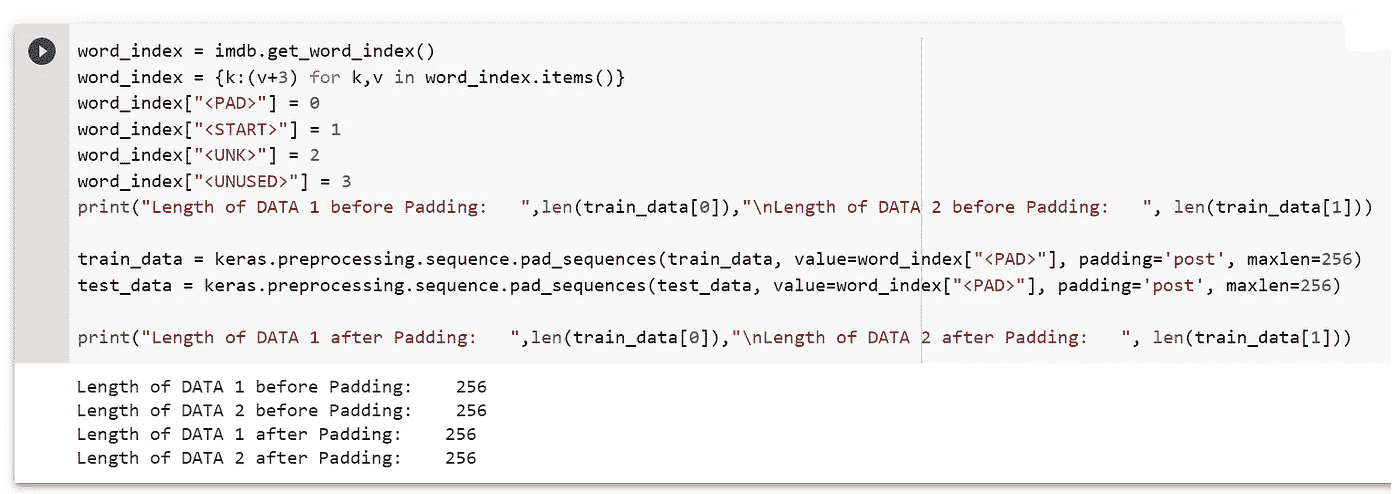 word_index = imdb.get_word_index()
word_index = {k:(v+3) for k,v in word_index.items()}
word_index["<PAD>"] = 0
word_index["<START>"] = 1
word_index["<UNK>"] = 2
word_index["<UNUSED>"] = 3
print("Length of DATA 1 before Padding:   ",len(train_data[0]),"\nLength of DATA 2 before Padding:   ", len(train_data[1]))
train_data = keras.preprocessing.sequence.pad_sequences(train_data, value=word_index["<PAD>"], padding='post', maxlen=256)
test_data = keras.preprocessing.sequence.pad_sequences(test_data, value=word_index["<PAD>"], padding='post', maxlen=256)
print("Length of DATA 1 after Padding:   ",len(train_data[0]),"\nLength of DATA 2 after Padding:   ", len(train_data[1]))
Length of DATA 1 before Padding:    256
Length of DATA 2 before Padding:    256
Length of DATA 1 after Padding:    256
Length of DATA 2 after Padding:    256